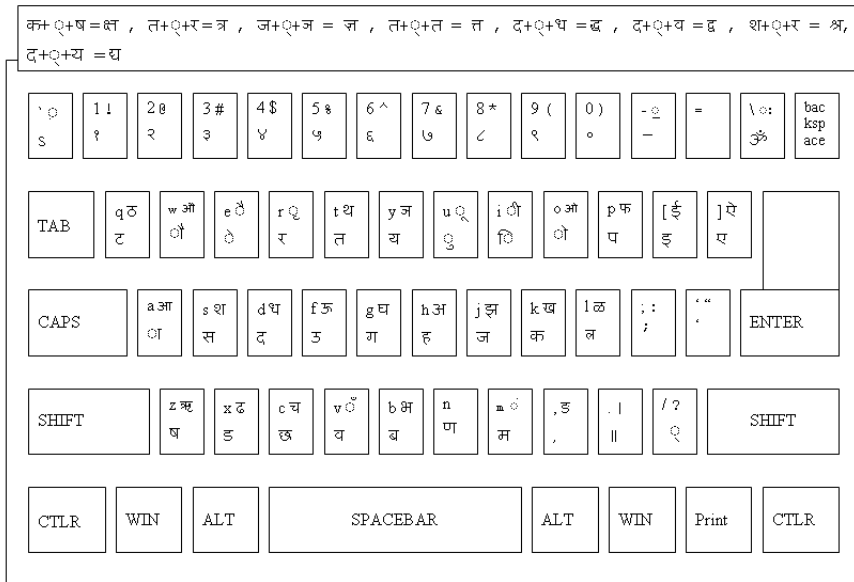 क+्+ष=क्ष , त+्+र=त्र , ज+्+ञ = ज्ञ , त+्+त = त्त , द+्+ध =द्ध , द+्+व =द्व , श+्+र = श्र,
द+्+य =द्य
` ़ 1 ! 2 @ 3 # 4 $ 5 % 6 ^ 7 & 8 * 9 ( 0 ) - = \ ः bac
ऽ १ २ ३ ४ ५ ६ ७ ८ ९ ० – ॐ ksp
ace
TAB q ठ w औ e ै r ृ t थ y ञ u ू i ी o ओ p फ [ ई ] ऐ
ट ौ े र त य ु ि ो प इ ए
CAPS a आ s श d ध f ऊ g घ h अ j झ k ख l ळ ; : ‘ “ ENTER
ा स द उ ग ह ज क ल ; ‘ “
SHIFT z ऋ x ढ c च v ँ b भ n m ं , ङ . । / ? SHIFT
ष ड छ व ब ण म , ॥ ्
CTLR WIN ALT SPACEBAR ALT WIN Print CTLR